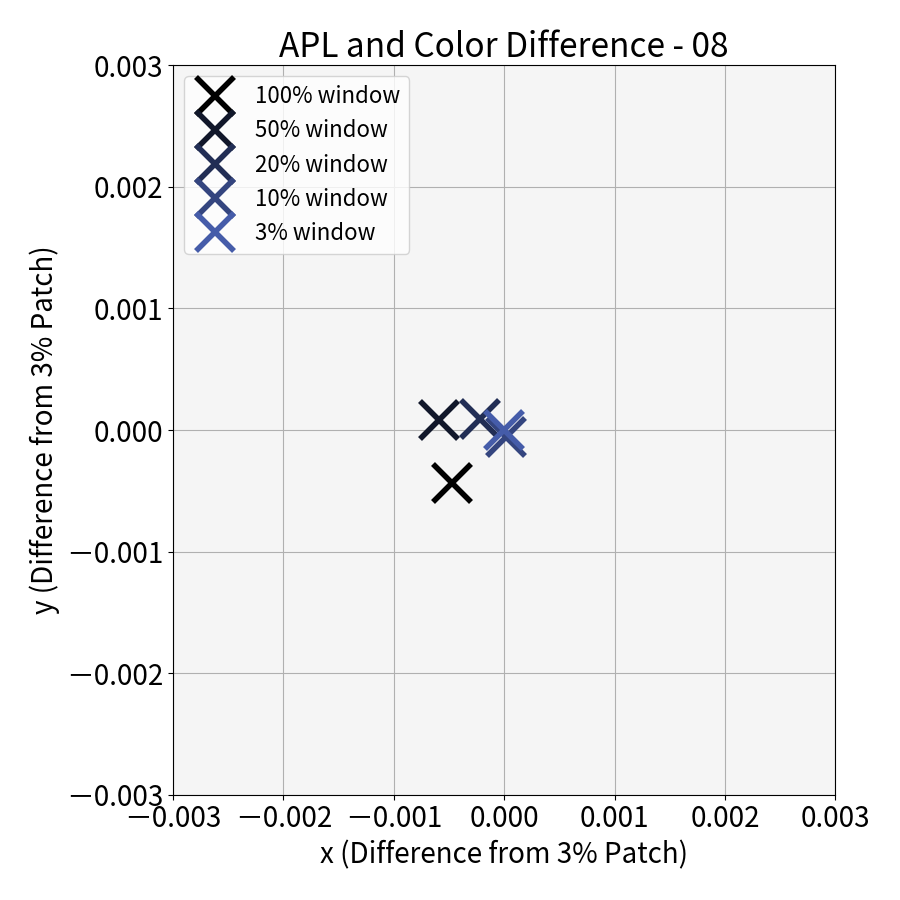 APL and Color Difference - 08
100% window
50% window
20% window
10% window
3% window
y (Difference from 3% Patch)
0.003
0.002
0.001
0.000
−0.001
−0.002
−0.003
−0.003 −0.002 −0.001 0.000 0.001 0.002 0.003
x (Difference from 3% Patch)